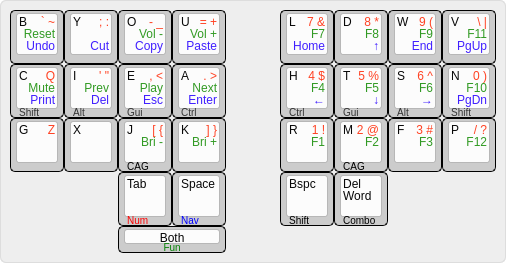 B ` ~ Y ; : O - _ U = + L 7 & D 8 * W 9 ( V \ |
Reset Vol - Vol + F7 F8 F9 F11
Undo Cut Copy Paste Home ↑ End PgUp
C Q I ' " E , < A . > H 4 $ T 5 % S 6 ^ N 0 )
Mute Prev Play Next F4 F5 F6 F10
Print Del Esc Enter ← ↓ → PgDn
Shift Alt Gui Ctrl Ctrl Gui Alt Shift
G Z X J [ { K ] } R 1 ! M 2 @ F 3 # P / ?
Bri - Bri + F1 F2 F3 F12
CAG CAG
Tab Space Bspc Del
Word
Num Nav Shift Combo
Both
Fun